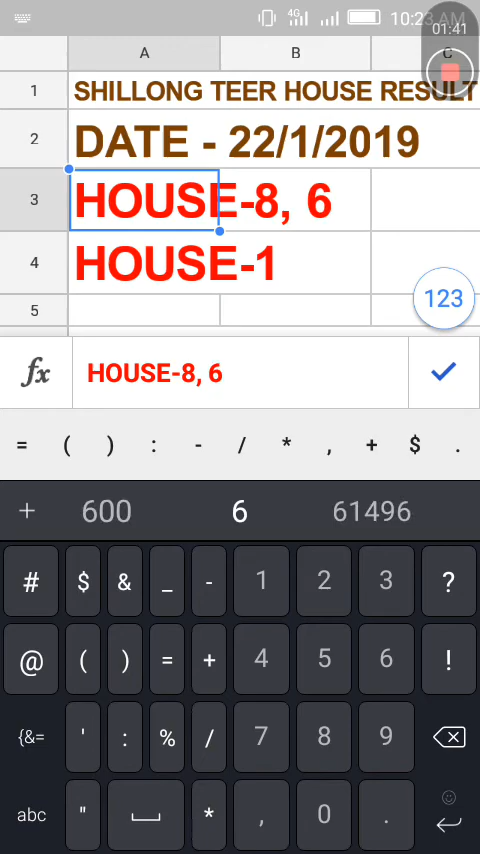 4G 10:23 AM
01:41
A B C
1 SHILLONG TEER HOUSE RESULT
2 DATE - 22/1/2019
3 HOUSE-8, 6
4 HOUSE-1
5
123
fx HOUSE-8, 6
= ( ) : - / * , + $ .
+ 600 6 61496
# $ & _ - 1 2 3 ?
@ ( ) = + 4 5 6 !
{&= ' : % / 7 8 9
abc " * , 0 .